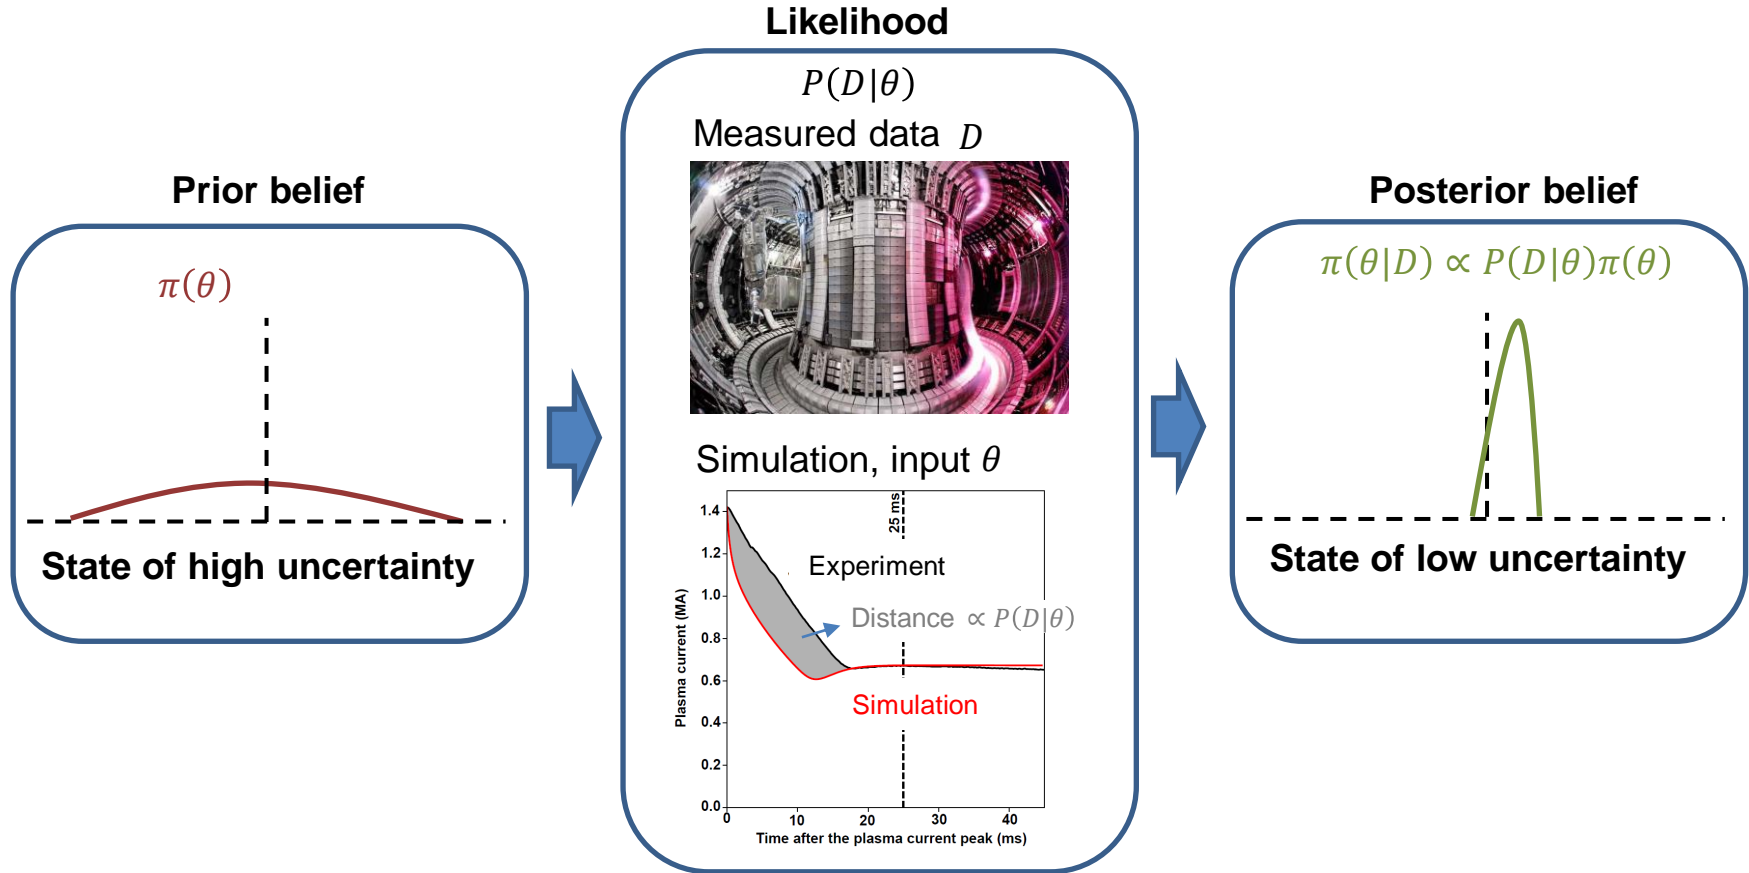 Likelihood
P(D|θ)
Measured data D
Prior belief
π(θ)
State of high uncertainty
Simulation, input θ
1.4
1.2
1.0
0.8
0.6
0.4
0.2
0.0
0
10
20
30
40
Plasma current (MA)
Time after the plasma current peak (ms)
25 ms
Experiment
Distance ∝ P(D|θ)
Simulation
Posterior belief
π(θ|D) ∝ P(D|θ)π(θ)
State of low uncertainty